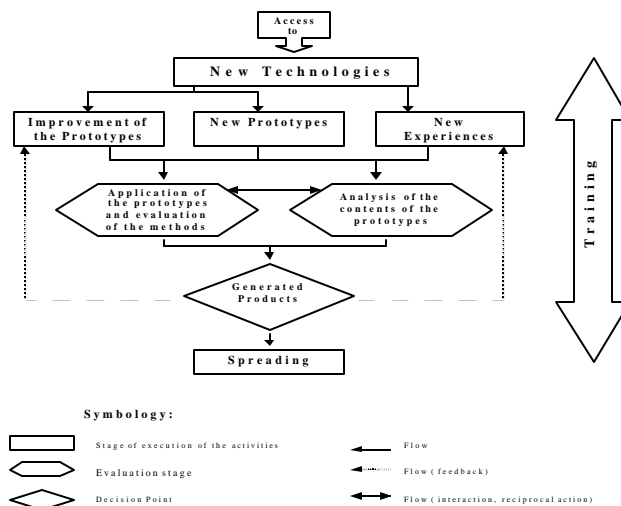 Access
to
New Technologies
Improvement of
the Prototypes
New Prototypes
New
Experiences
Application of
the prototypes
and evaluation
of the methods
Analysis of the
contents of the
prototypes
Training
Generated
Products
Spreading
Symbology:
Stage of execution of the activities
Flow
Evaluation stage
Flow (feedback)
Decision Point
Flow (interaction, reciprocal action)